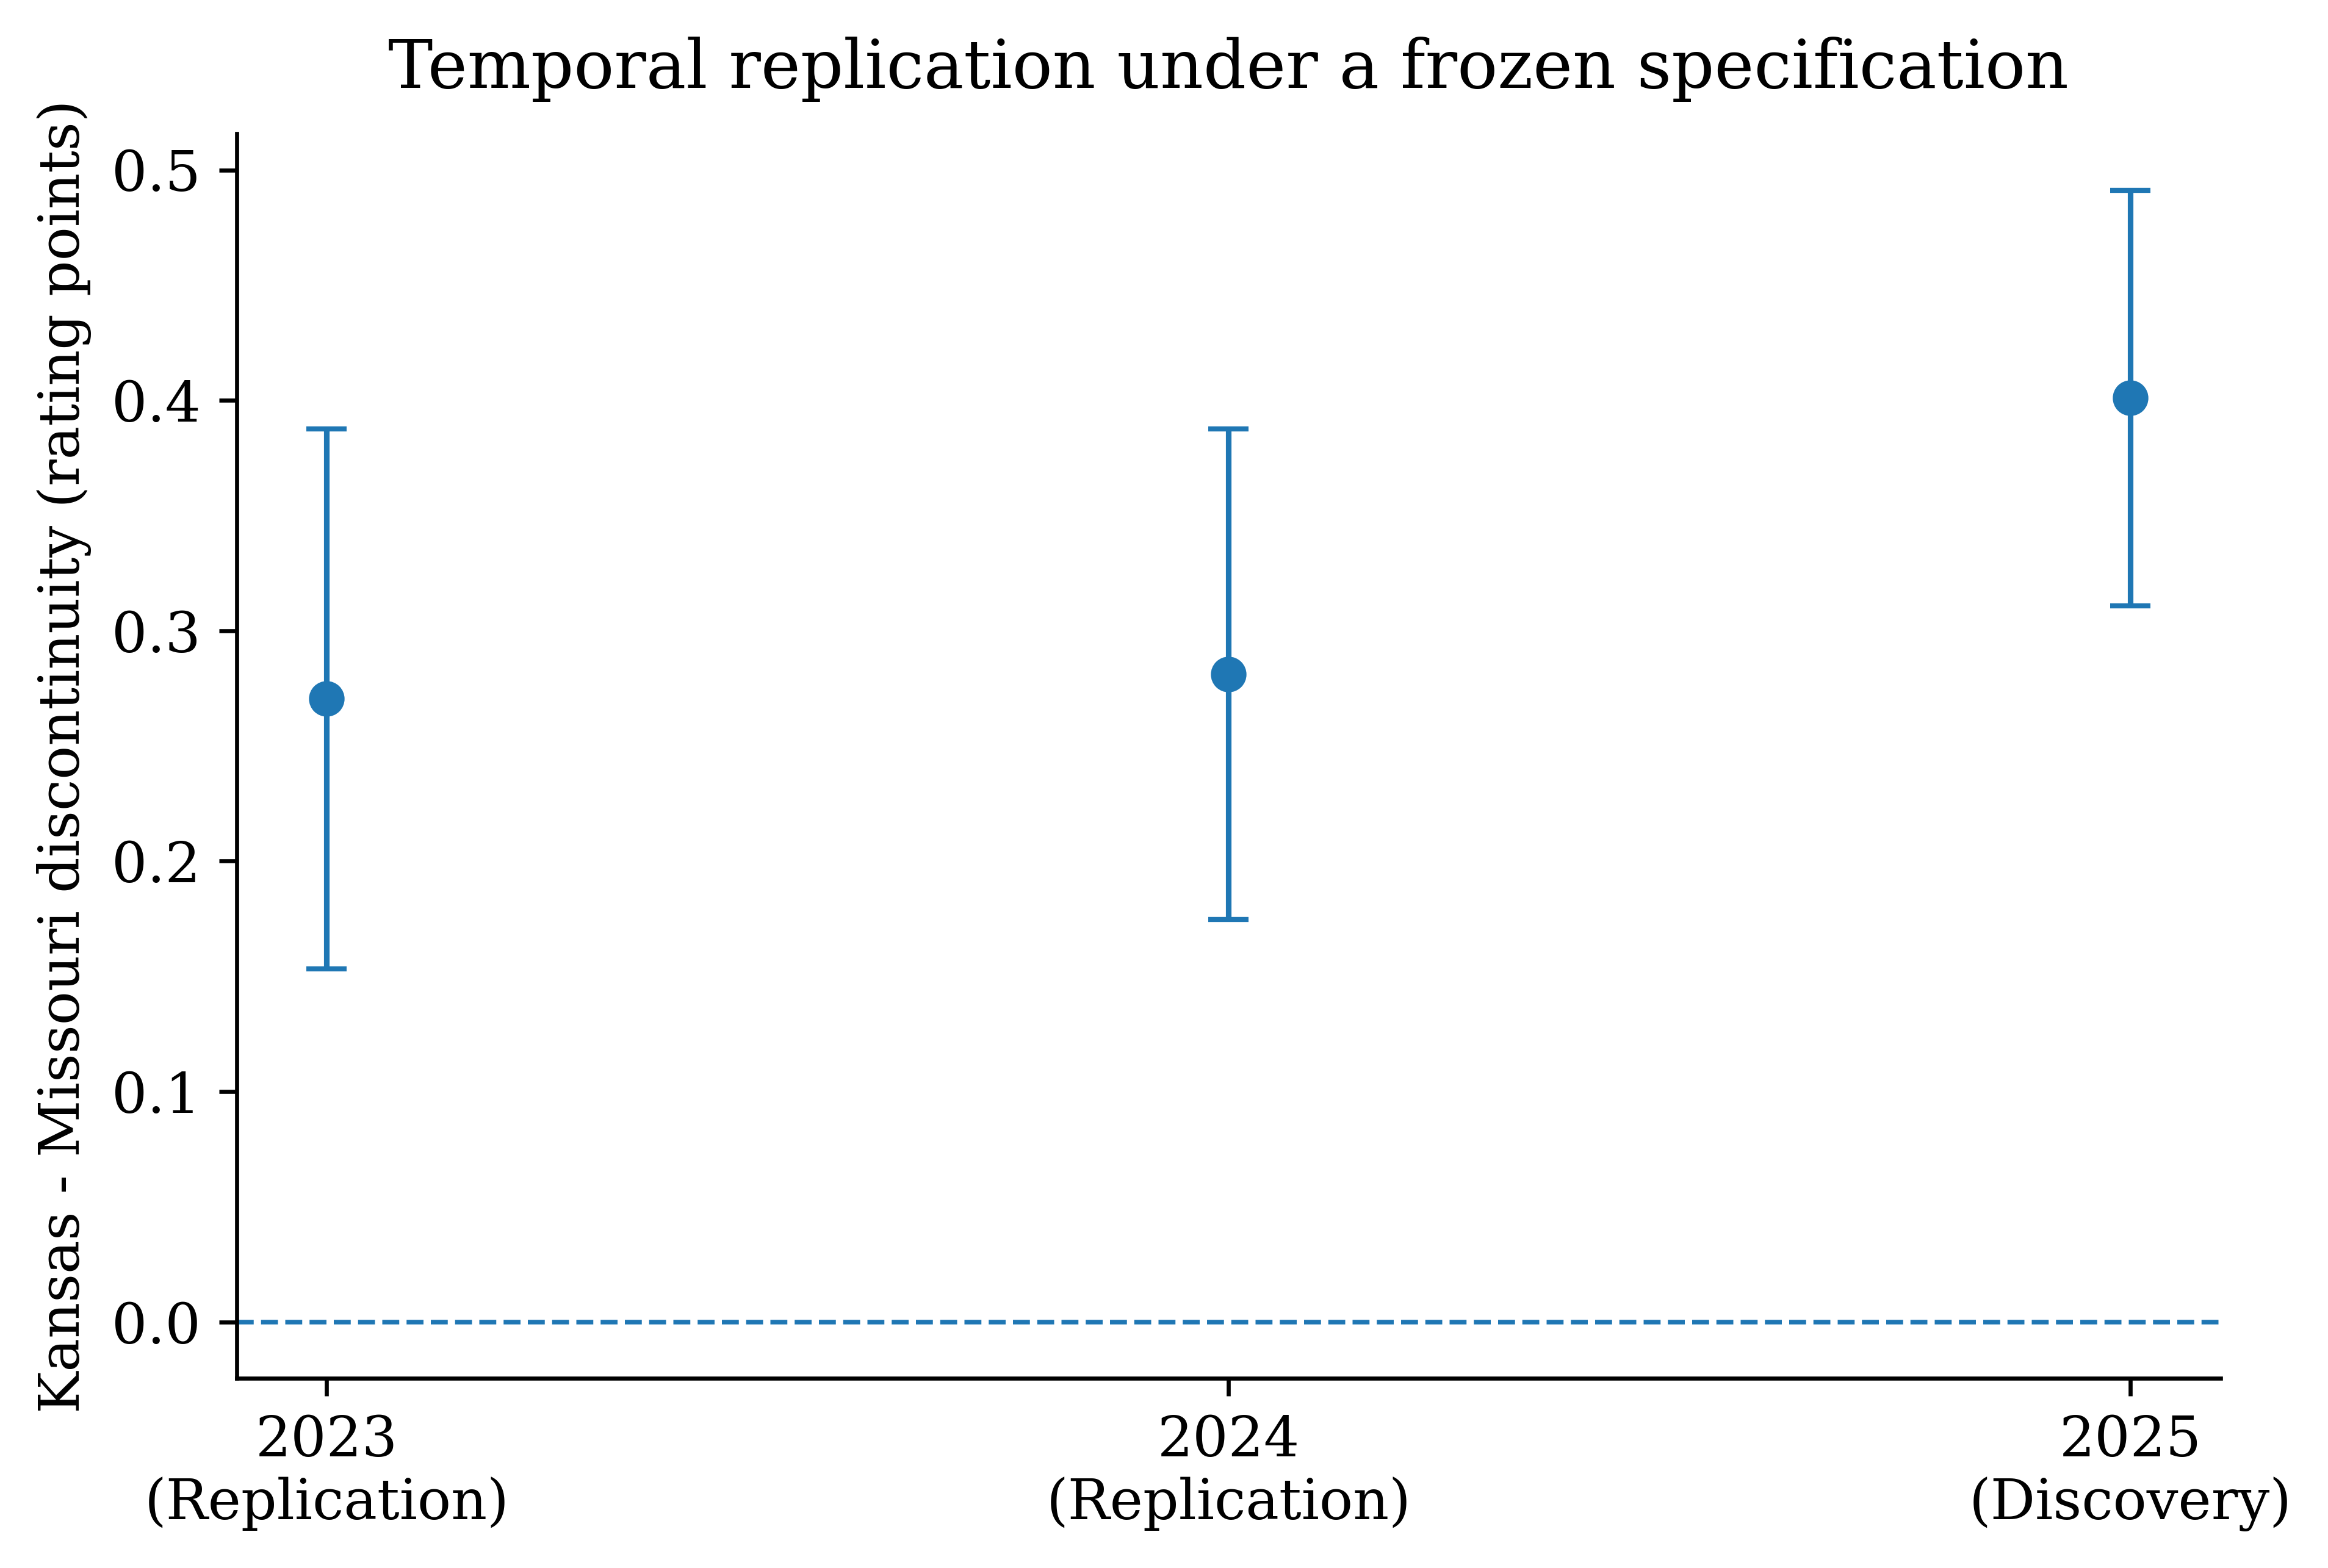 Temporal replication under a frozen specification
Kansas - Missouri discontinuity (rating points)
0.5
0.4
0.3
0.2
0.1
0.0
2023
(Replication)
2024
(Replication)
2025
(Discovery)